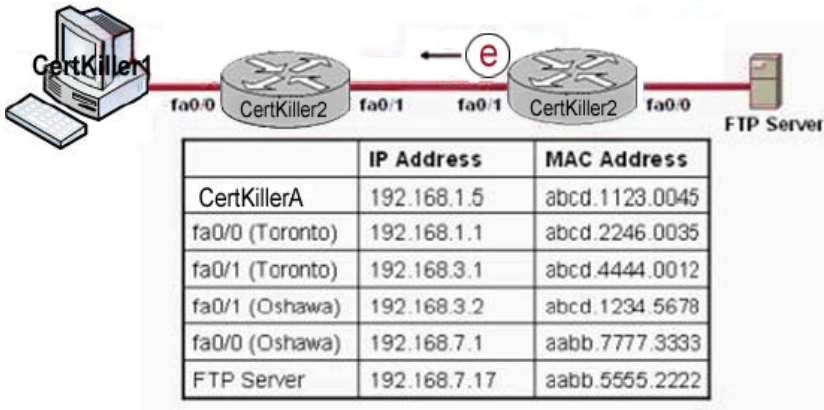 CertKiller1
e
fa0/0 CertKiller2 fa0/1 fa0/1 CertKiller2 fa0/0
FTP Server
IP Address MAC Address
CertKillerA 192.168.1.5 abcd.1123.0045
fa0/0 (Toronto) 192.168.1.1 abcd.2246.0035
fa0/1 (Toronto) 192.168.3.1 abcd.4444.0012
fa0/1 (Oshawa) 192.168.3.2 abcd.1234.5678
fa0/0 (Oshawa) 192.168.7.1 aabb.7777.3333
FTP Server 192.168.7.17 aabb.5555.2222